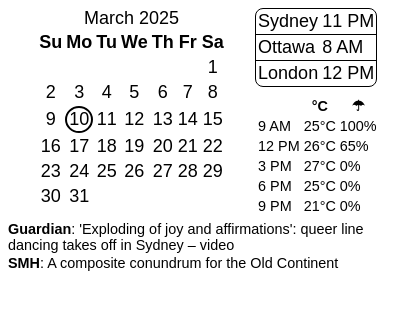 March 2025
Su Mo Tu We Th Fr Sa
1
2 3 4 5 6 7 8
9 10 11 12 13 14 15
16 17 18 19 20 21 22
23 24 25 26 27 28 29
30 31
Sydney 11 PM
Ottawa 8 AM
London 12 PM
°C ☂
9 AM 25°C 100%
12 PM 26°C 65%
3 PM 27°C 0%
6 PM 25°C 0%
9 PM 21°C 0%
Guardian: 'Exploding of joy and affirmations': queer line
dancing takes off in Sydney – video
SMH: A composite conundrum for the Old Continent